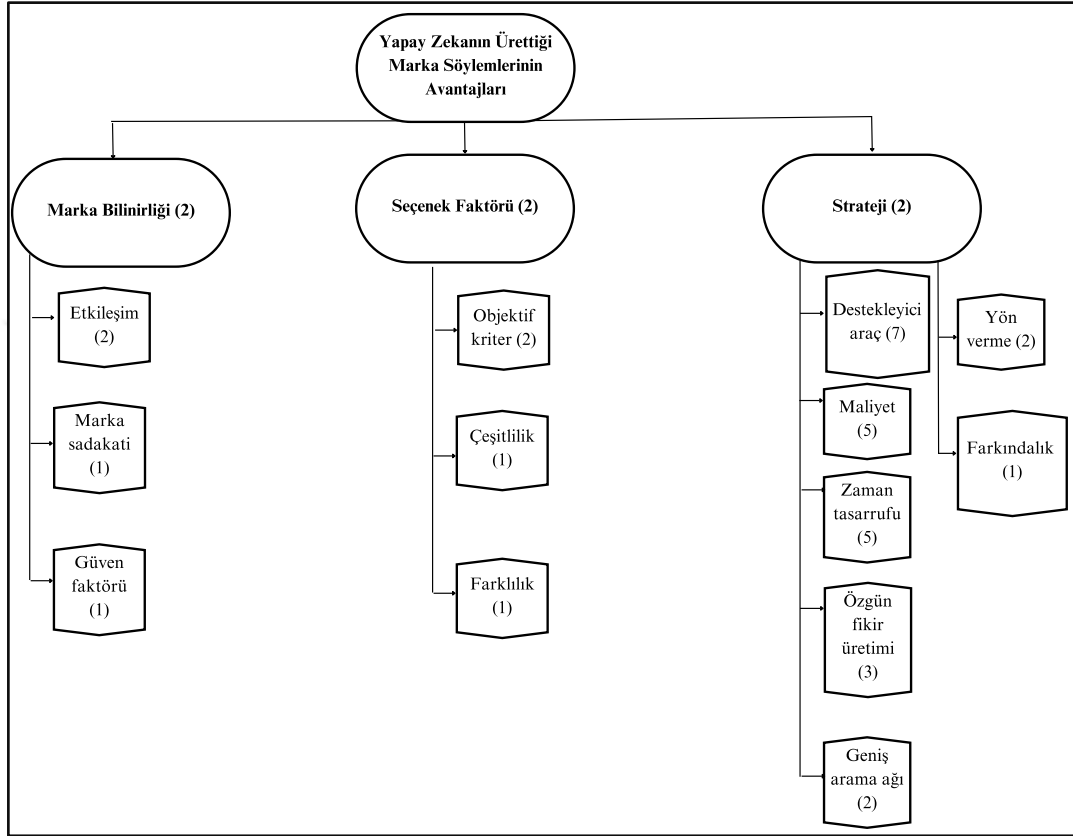 Yapay Zekanın Ürettiği
Marka Söylemlerinin
Avantajları
Marka Bilinirliği (2)
Etkileşim
(2)
Marka
sadakati
(1)
Güven
faktörü
(1)
Seçenek Faktörü (2)
Objektif
kriter (2)
Çeşitlilik
(1)
Farklılık
(1)
Strateji (2)
Destekleyici
araç (7)
Maliyet
(5)
Zaman
tasarrufu
(5)
Özgün
fikir
üretimi
(3)
Geniş
arama ağı
(2)
Yön
verme (2)
Farkındalık
(1)